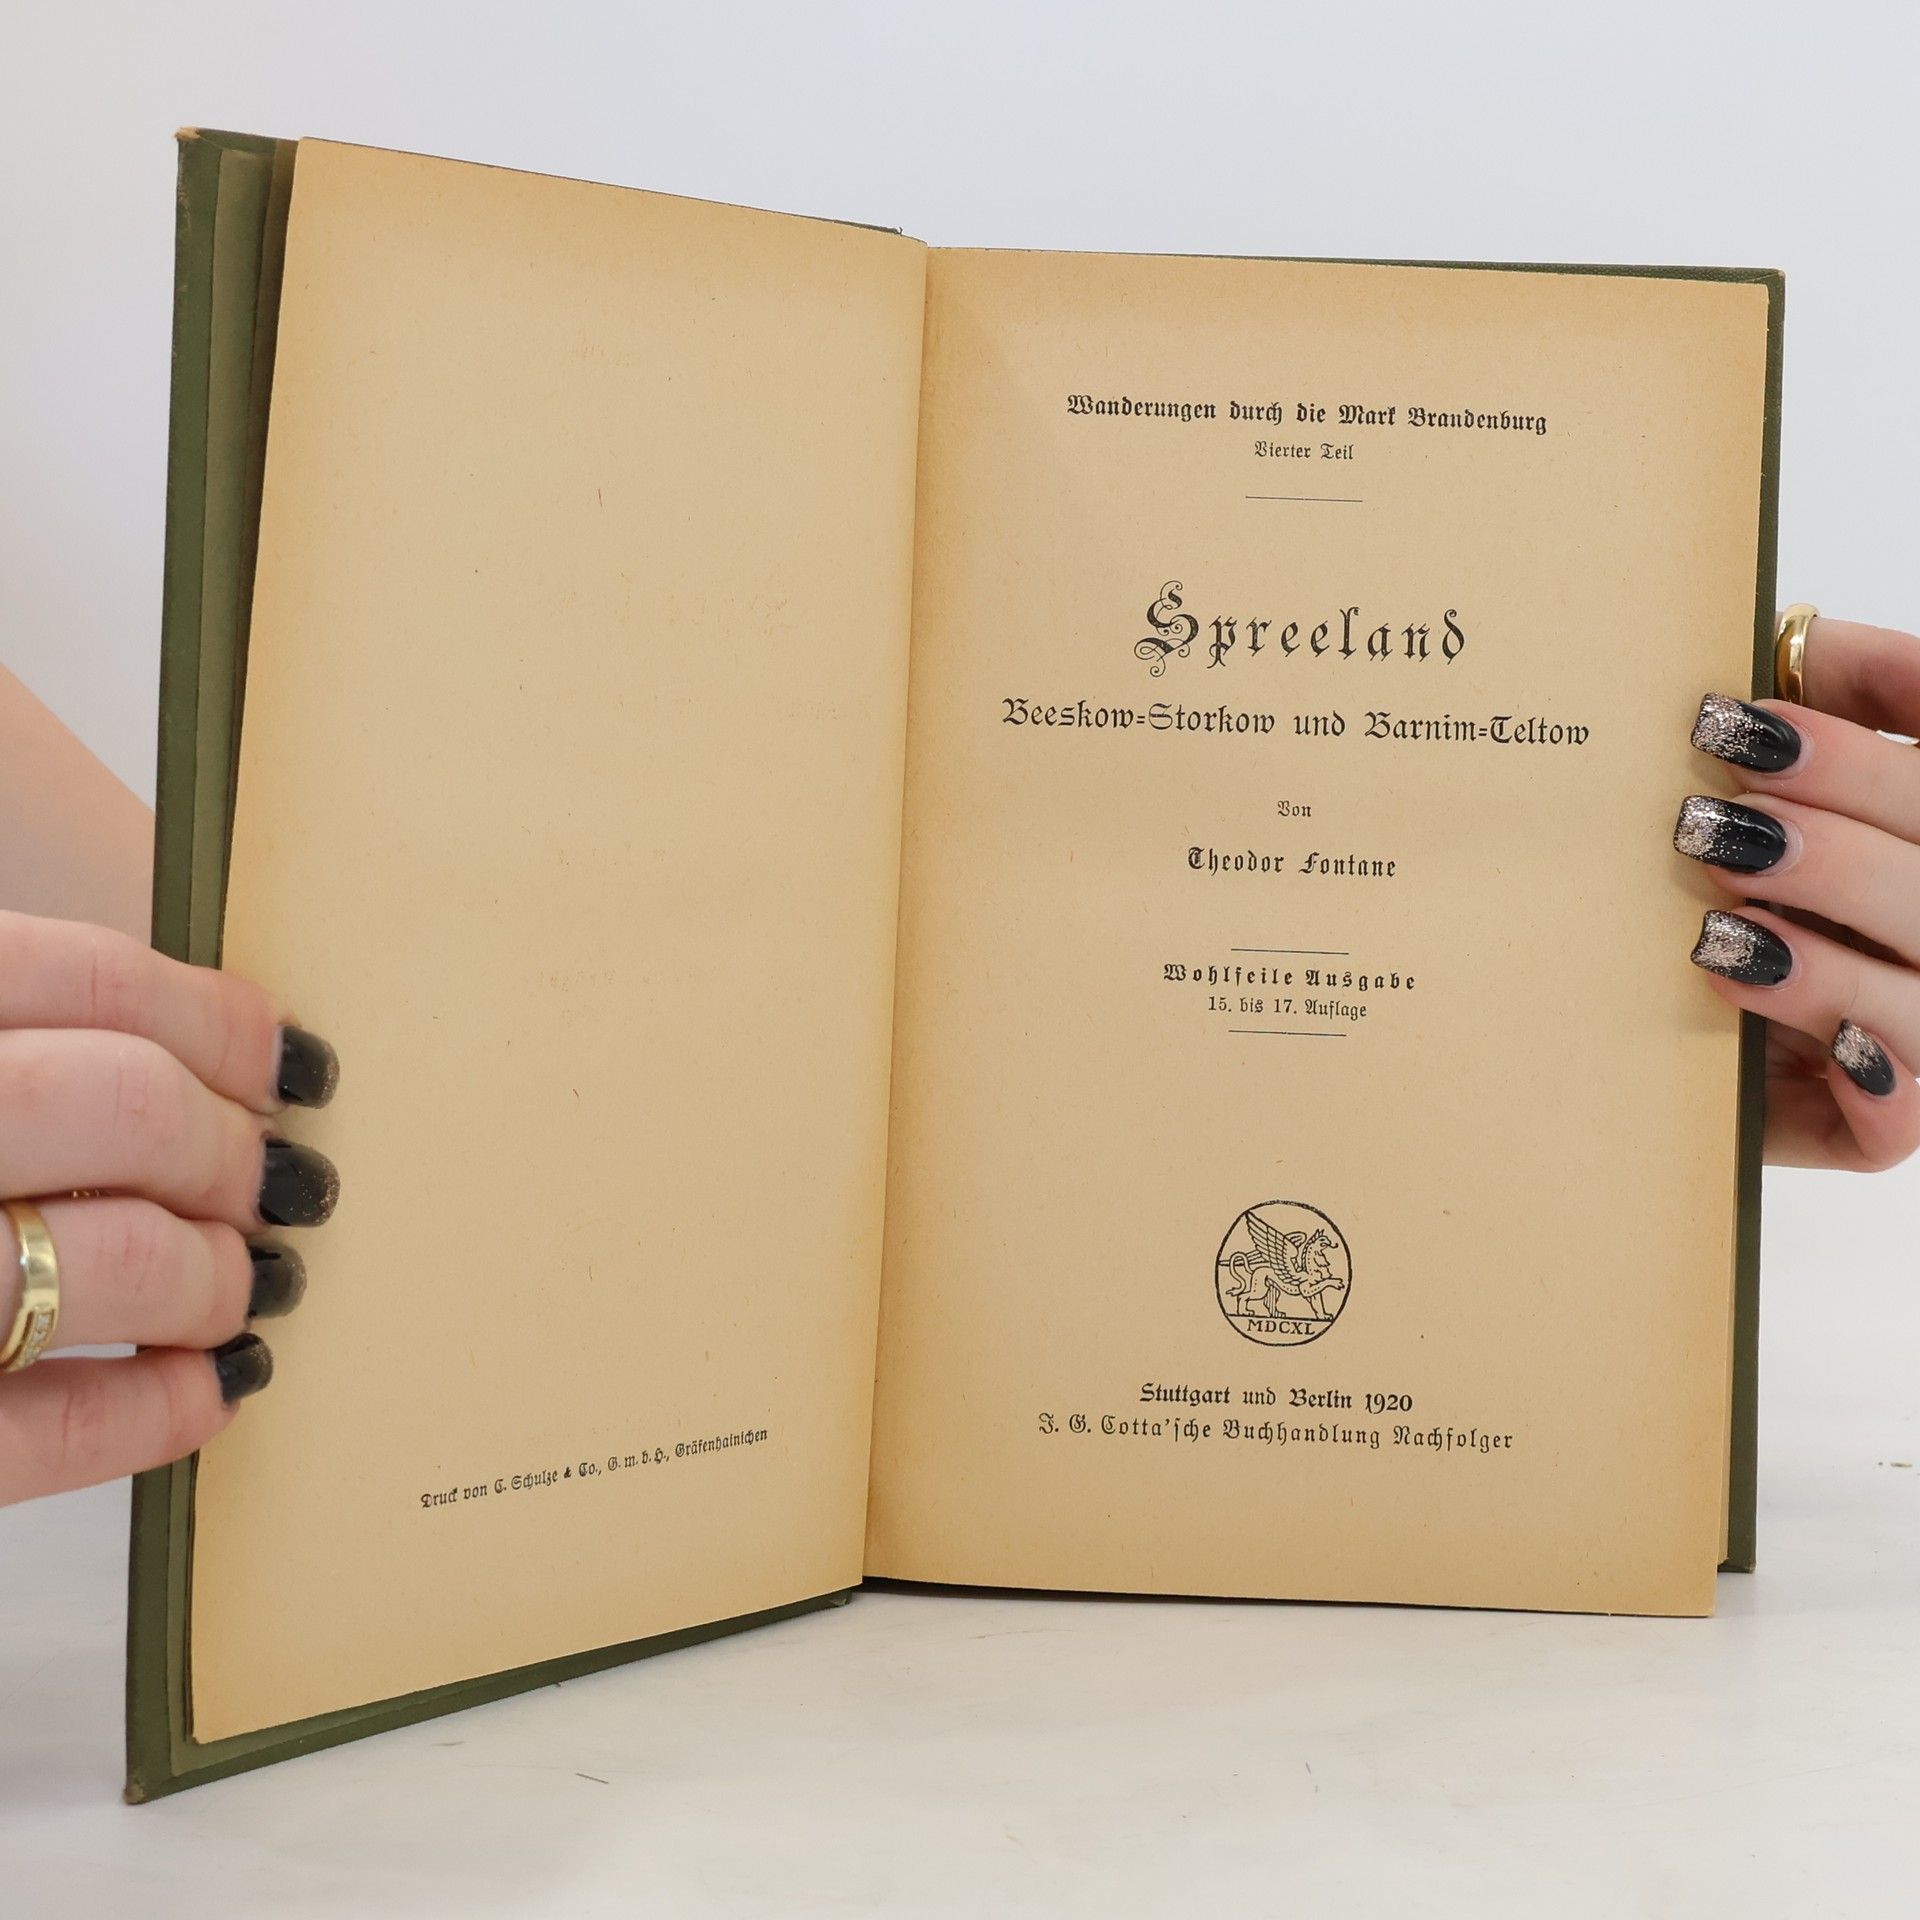 Druck von C. Schulze & Co., G. m. b. H., Gräfenhainichen
Wanderungen durch die Mark Brandenburg
Vierter Teil
Spreeland
Beeskow-Storkow und Barnim-Teltow
Von
Theodor Fontane
Wohlfeile Ausgabe
15. bis 17. Auflage
MDCXL
Stuttgart und Berlin 1920
J. G. Cotta'sche Buchhandlung Nachfolger